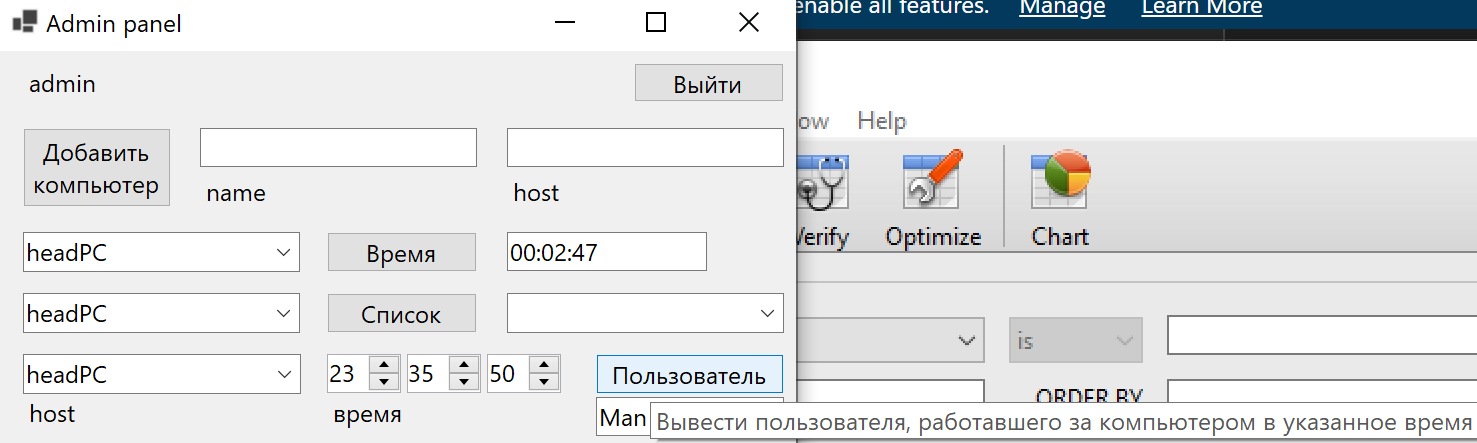 Admin panel
enable all features. Manage Learn More
admin
Выйти
Help
Добавить
компьютер
name
host
Verify
Optimize
Chart
headPC
Время
00:02:47
headPC
Список
is
headPC
23
35
50
Пользователь
ORDER BY
host
время
Man
Вывести пользователя, работавшего за компьютером в указанное время